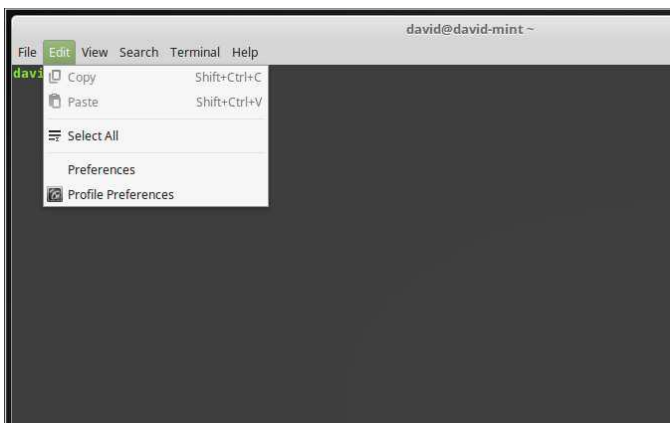 david@david-mint ~
File Edit View Search Terminal Help
davi
Copy Shift+Ctrl+C
Paste Shift+Ctrl+V
Select All
Preferences
Profile Preferences